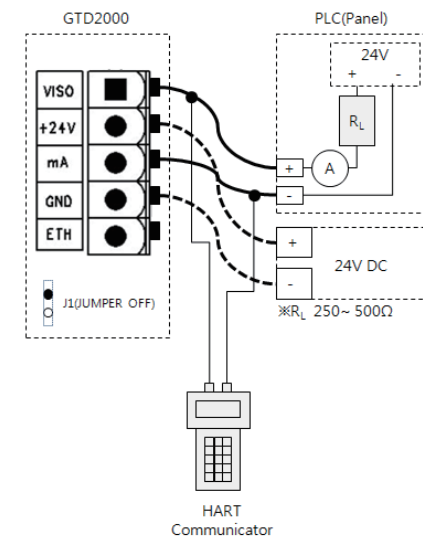 GTD2000
PLC(Panel)
24V
+ -
RL
VISO
+24V
mA
GND
ETH
+
A
-
+
-
24V DC
J1(JUMPER OFF)
※RL 250~ 500Ω
HART
Communicator